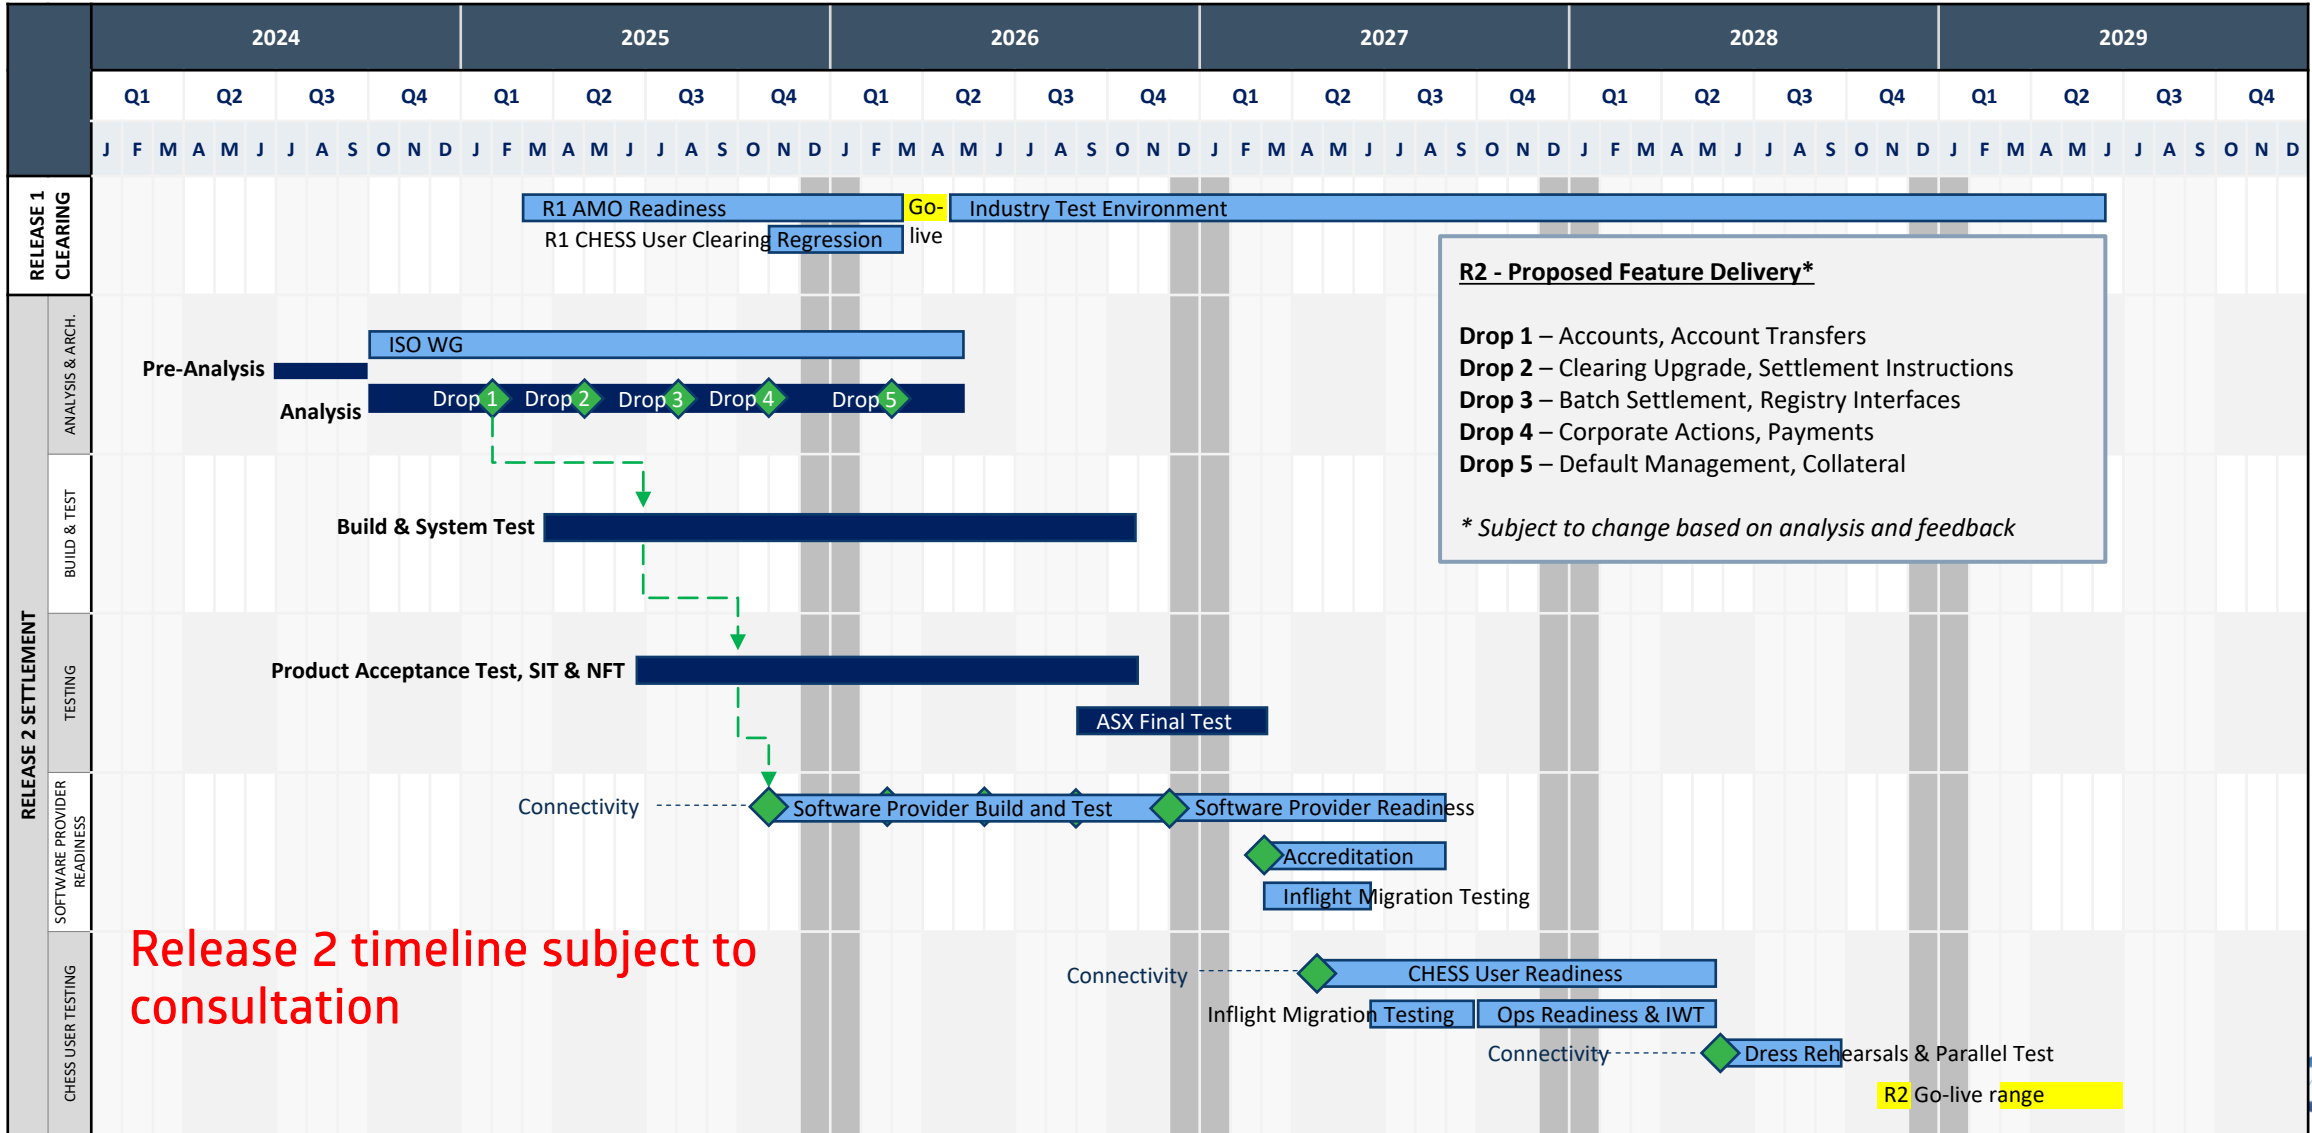 2024 2025 2026 2027 2028 2029
Q1 Q2 Q3 Q4 Q1 Q2 Q3 Q4 Q1 Q2 Q3 Q4 Q1 Q2 Q3 Q4 Q1 Q2 Q3 Q4 Q1 Q2 Q3 Q4
J F M A M J J A S O N D J F M A M J J A S O N D J F M A M J J A S O N D J F M A M J J A S O N D J F M A M J J A S O N D J F M A M J J A S O N D
RELEASE 1
CLEARING
R1 AMO Readiness
Go-
live
Industry Test Environment
R1 CHESS User Clearing Regression
R2 - Proposed Feature Delivery*
Drop 1 – Accounts, Account Transfers
Drop 2 – Clearing Upgrade, Settlement Instructions
Drop 3 – Batch Settlement, Registry Interfaces
Drop 4 – Corporate Actions, Payments
Drop 5 – Default Management, Collateral
* Subject to change based on analysis and feedback
RELEASE 2 SETTLEMENT
ANALYSIS & ARCH.
ISO WG
Pre-Analysis
Analysis
Drop 1 Drop 2 Drop 3 Drop 4 Drop 5
BUILD & TEST
Build & System Test
TESTING
Product Acceptance Test, SIT & NFT
ASX Final Test
SOFTWARE PROVIDER
READINESS
Connectivity
Software Provider Build and Test
Software Provider Readiness
Accreditation
Inflight Migration Testing
CHESS USER TESTING
Release 2 timeline subject to
consultation
Connectivity
CHESS User Readiness
Inflight Migration Testing
Ops Readiness & IWT
Connectivity
Dress Rehearsals & Parallel Test
R2 Go-live range